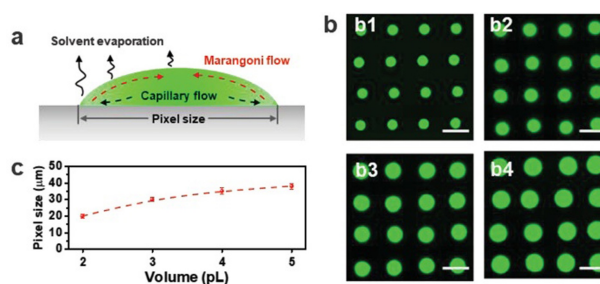 a
Solvent evaporation
Marangoni flow
Capillary flow
Pixel size
b
b1
b2
b3
b4
c
Pixel size (μm)
50
40
30
20
10
0
2
3
4
5
Volume (pL)